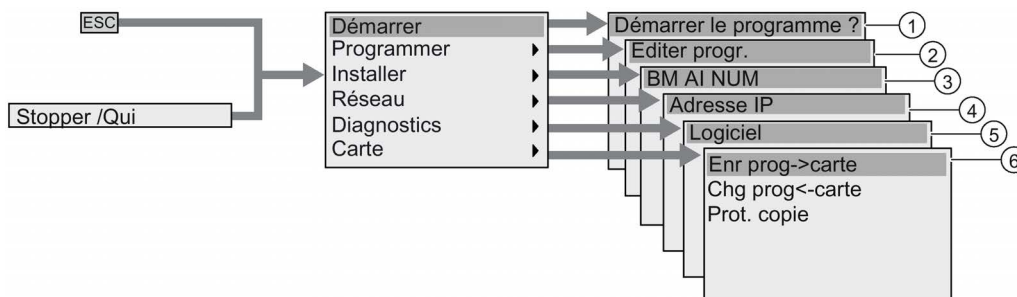 ESC
Stopper /Qui
Démarrer
Programmer
Installer
Réseau
Diagnostics
Carte
Démarrer le programme ?
1
Editer progr.
2
BM AI NUM
3
Adresse IP
4
Logiciel
5
Enr prog->carte
6
Chg prog<-carte
Prot. copie